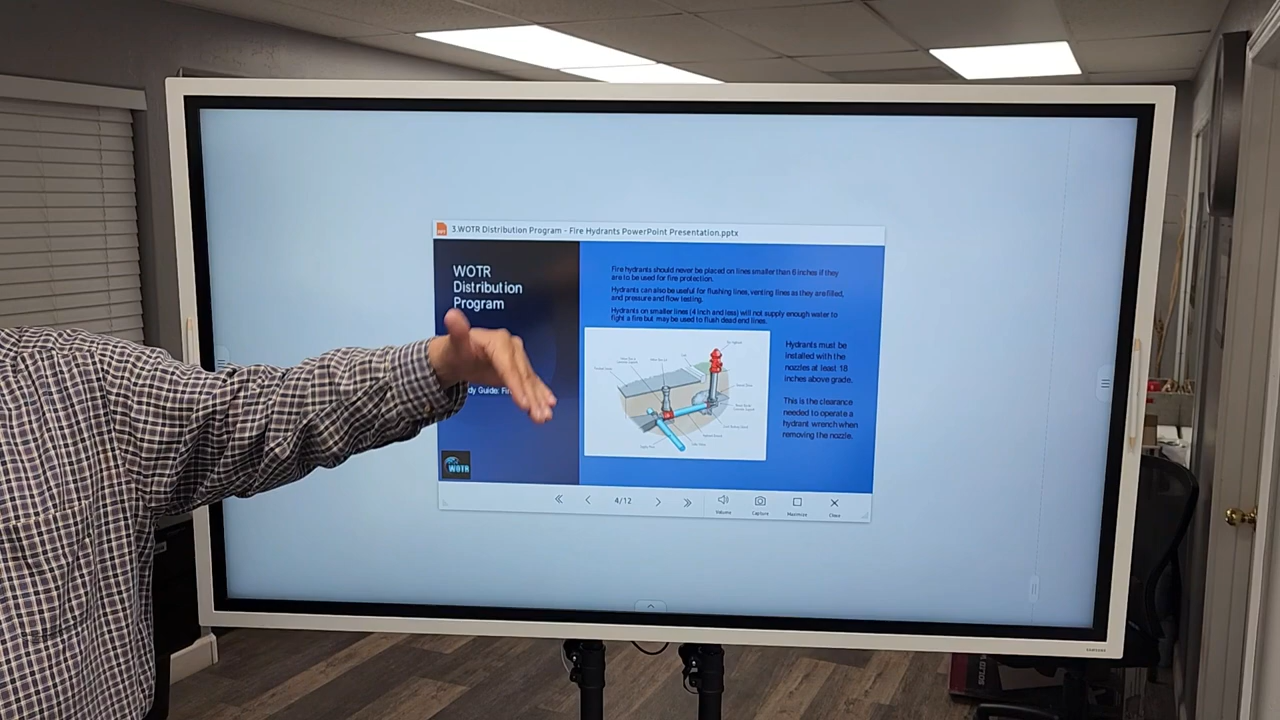 3.WOTR Distribution Program - Fire Hydrants PowerPoint Presentation.pptx
WOTR
Distribution
Program
dy Guide: Fi
WOTR
Fire hydrants should never be placed on lines smaller than 6 inches if they
are to be used for fire protection.
Hydrants can also be useful for flushing lines, venting lines as they are filled,
and pressure and flow testing.
Hydrants on smaller lines (4 inch and less) will not supply enough water to
fight a fire but may be used to flush dead end lines.
Hydrants must be
installed with the
nozzles at least 18
inches above grade.
This is the clearance
needed to operate a
hydrant wrench when
removing the nozzle.
4/12
Volume
Capture
Maximize
Close
SAMSUNG